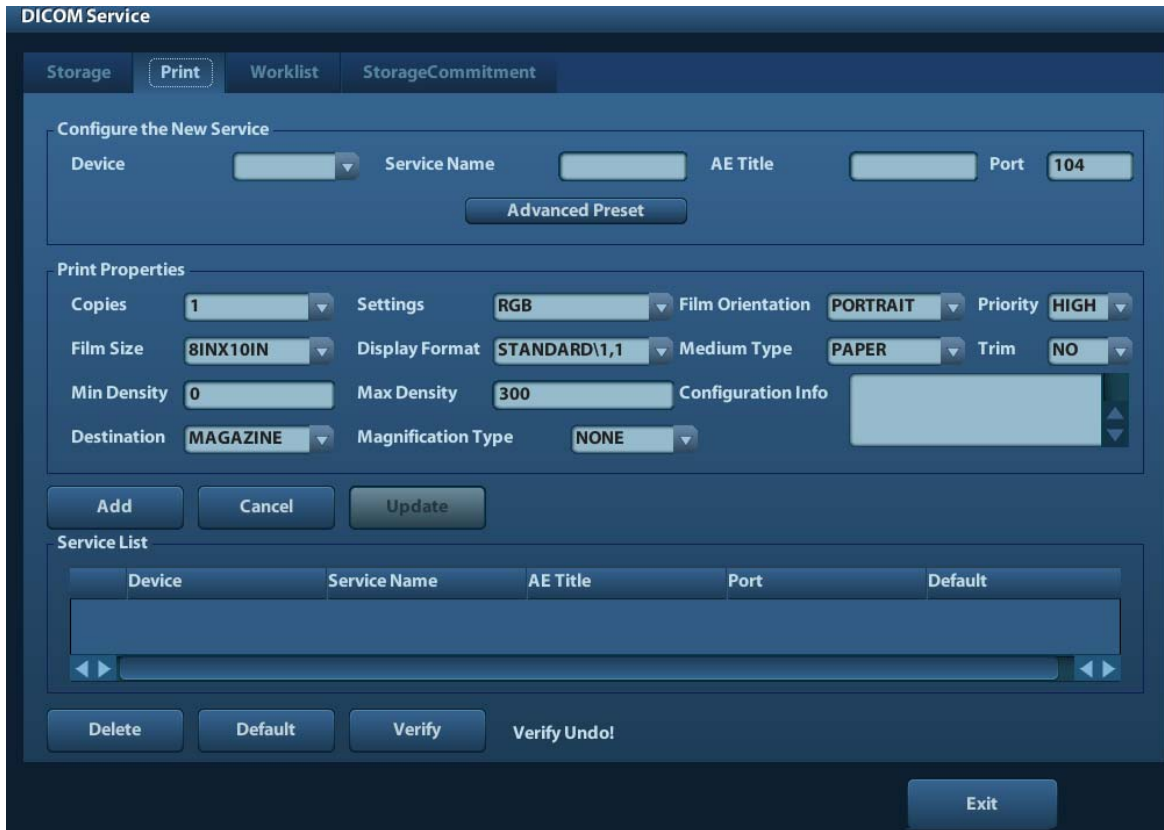 DICOM Service
Storage Print Worklist StorageCommitment
Configure the New Service
Device Service Name AE Title Port 104
Advanced Preset
Print Properties
Copies 1 Settings RGB Film Orientation PORTRAIT Priority HIGH
Film Size 8INX10IN Display Format STANDARD\1,1 Medium Type PAPER Trim NO
Min Density 0 Max Density 300 Configuration Info
Destination MAGAZINE Magnification Type NONE
Add Cancel Update
Service List
Device Service Name AE Title Port Default
Delete Default Verify Verify Undo!
Exit